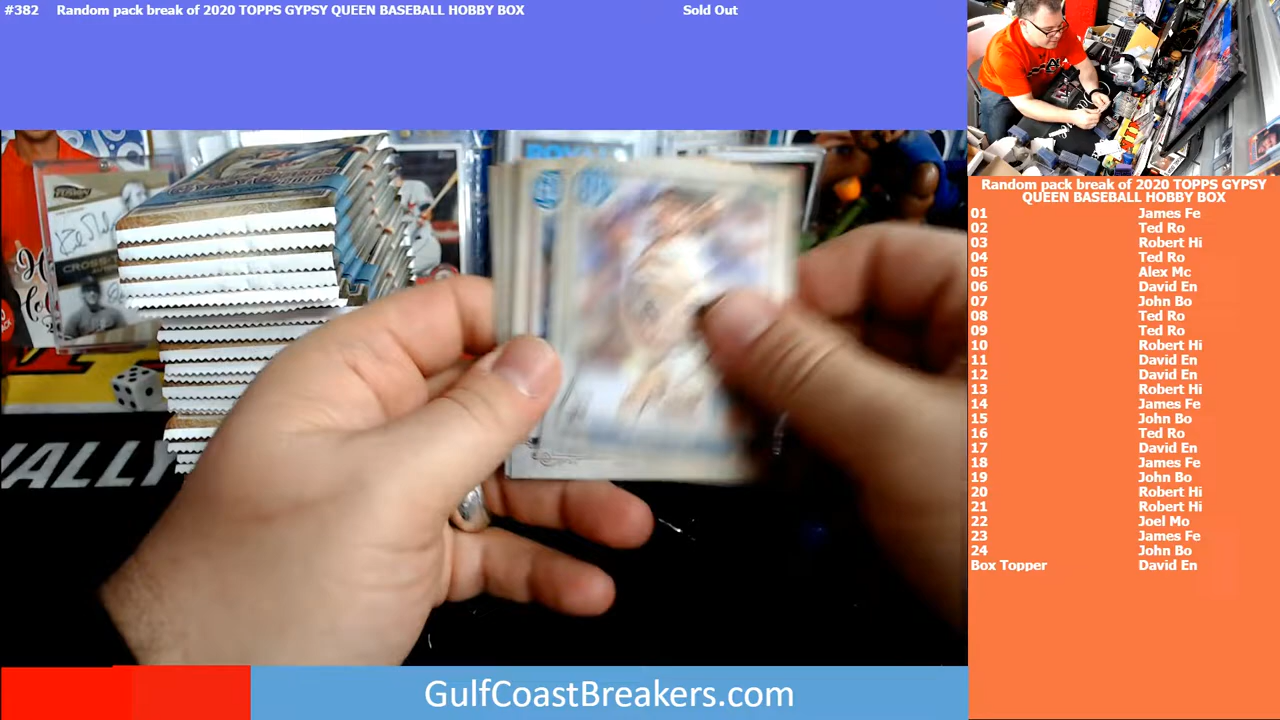 #382 Random pack break of 2020 TOPPS GYPSY QUEEN BASEBALL HOBBY BOX Sold Out
Random pack break of 2020 TOPPS GYPSY
QUEEN BASEBALL HOBBY BOX
01 James Fe
02 Ted Ro
03 Robert Hi
04 Ted Ro
05 Alex Mc
06 David En
07 John Bo
08 Ted Ro
09 Ted Ro
10 Robert Hi
11 David En
12 David En
13 Robert Hi
14 James Fe
15 John Bo
16 Ted Ro
17 David En
18 James Fe
19 John Bo
20 Robert Hi
21 Robert Hi
22 Joel Mo
23 James Fe
24 John Bo
Box Topper David En
GYPSY QUEEN
CROSS
ALLY
GulfCoastBreakers.com